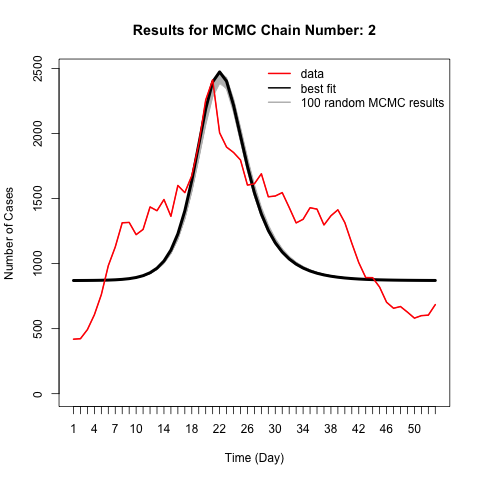 Results for MCMC Chain Number: 2
data
best fit
100 random MCMC results
Number of Cases
2500
2000
1500
1000
500
0
1 4 7 10 14 18 22 26 30 34 38 42 46 50
Time (Day)